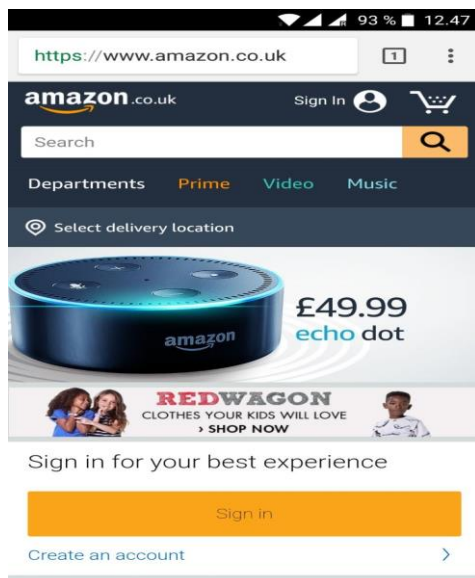 93 % 12.47
https://www.amazon.co.uk 1
amazon.co.uk Sign In
Search
Departments Prime Video Music
Select delivery location
£49.99
amazon echo dot
REDWAGON
CLOTHES YOUR KIDS WILL LOVE
› SHOP NOW
Sign in for your best experience
Sign in
Create an account